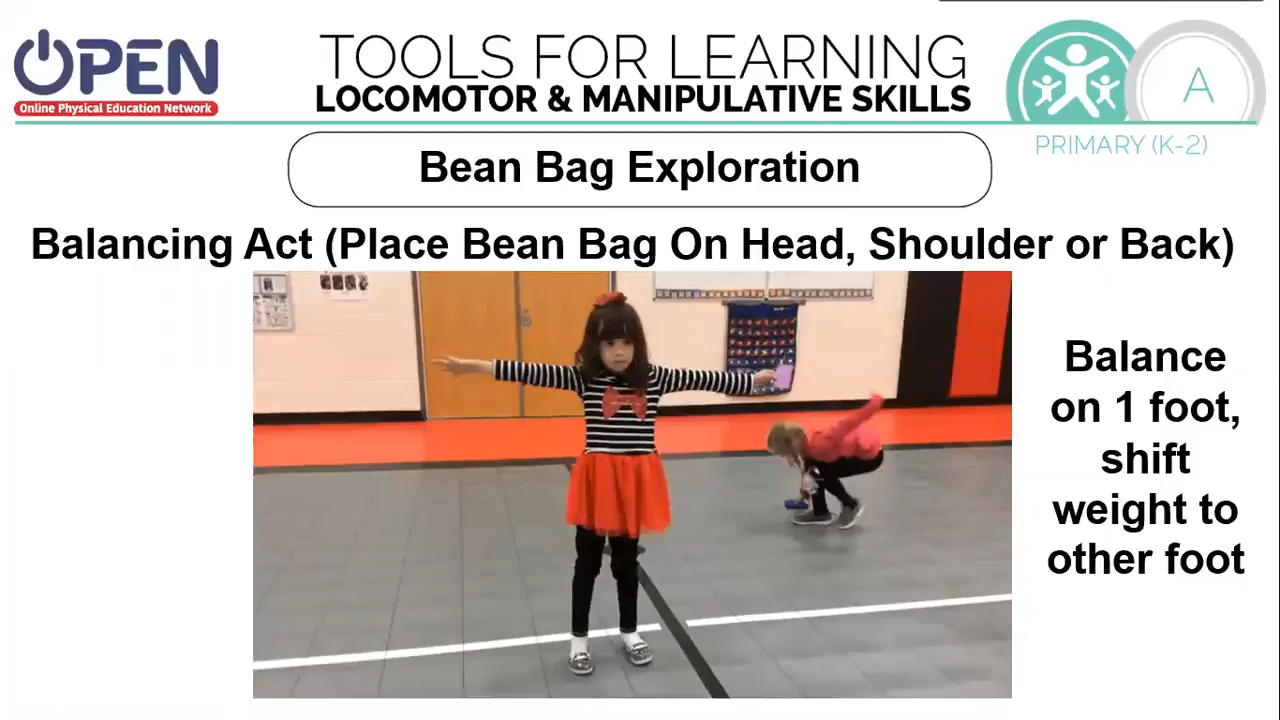 OPEN
Online Physical Education Network
TOOLS FOR LEARNING
LOCOMOTOR & MANIPULATIVE SKILLS
A
PRIMARY (K-2)
Bean Bag Exploration
Balancing Act (Place Bean Bag On Head, Shoulder or Back)
Balance
on 1 foot,
shift
weight to
other foot